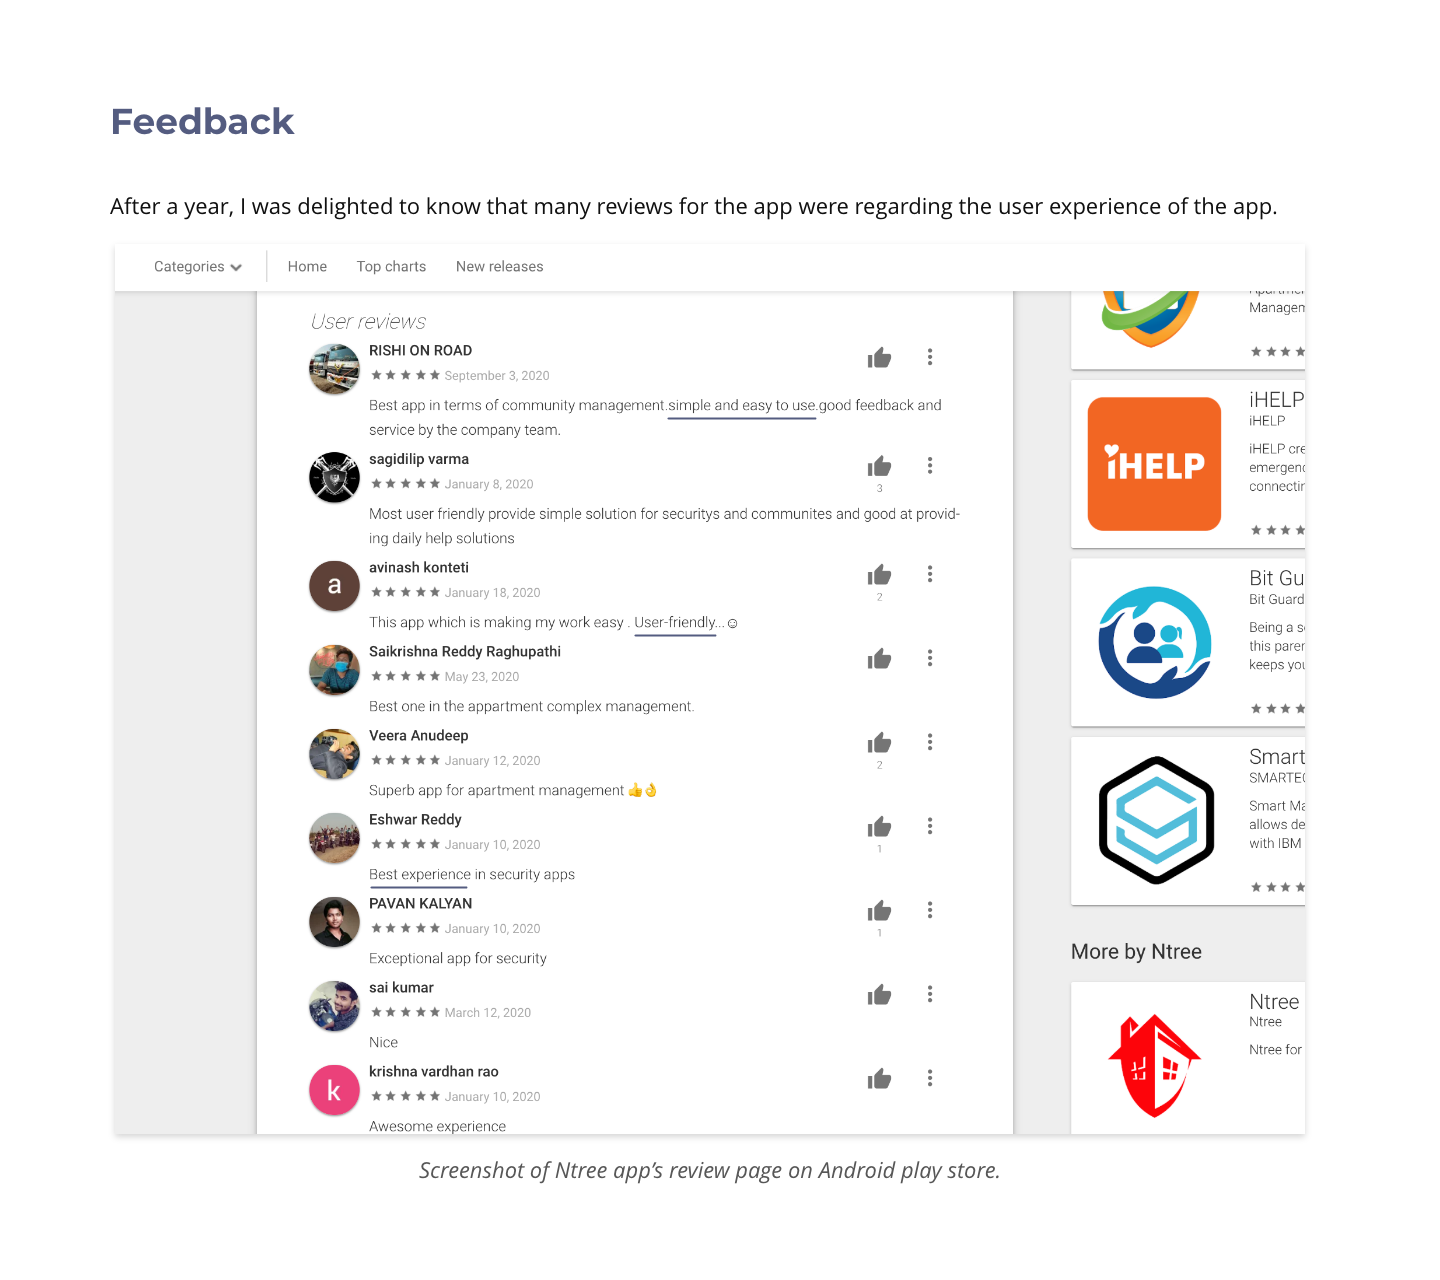 Feedback
After a year, I was delighted to know that many reviews for the app were regarding the user experience of the app.
Categories
Home
Top charts
New releases
User reviews
RISHI ON ROAD
September 3, 2020
Best app in terms of community management.simple and easy to use.good feedback and
service by the company team.
sagidilip varma
January 8, 2020
3
Most user friendly provide simple solution for securitys and communites and good at provid-
ing daily help solutions
a
avinash konteti
January 18, 2020
2
This app which is making my work easy . User-friendly...☺
Saikrishna Reddy Raghupathi
May 23, 2020
Best one in the appartment complex management.
Veera Anudeep
January 12, 2020
2
Superb app for apartment management 👍👌
Eshwar Reddy
January 10, 2020
1
Best experience in security apps
PAVAN KALYAN
January 10, 2020
1
Exceptional app for security
sai kumar
March 12, 2020
Nice
k
krishna vardhan rao
January 10, 2020
Awesome experience
Managem
iHELP
iHELP
iHELP
iHELP cre
emergenc
connectin
Bit Gu
Bit Guard
Being a s
this paren
keeps you
Smart
SMARTEC
Smart Ma
allows de
with IBM
More by Ntree
Ntree
Ntree
Ntree for
Screenshot of Ntree app’s review page on Android play store.